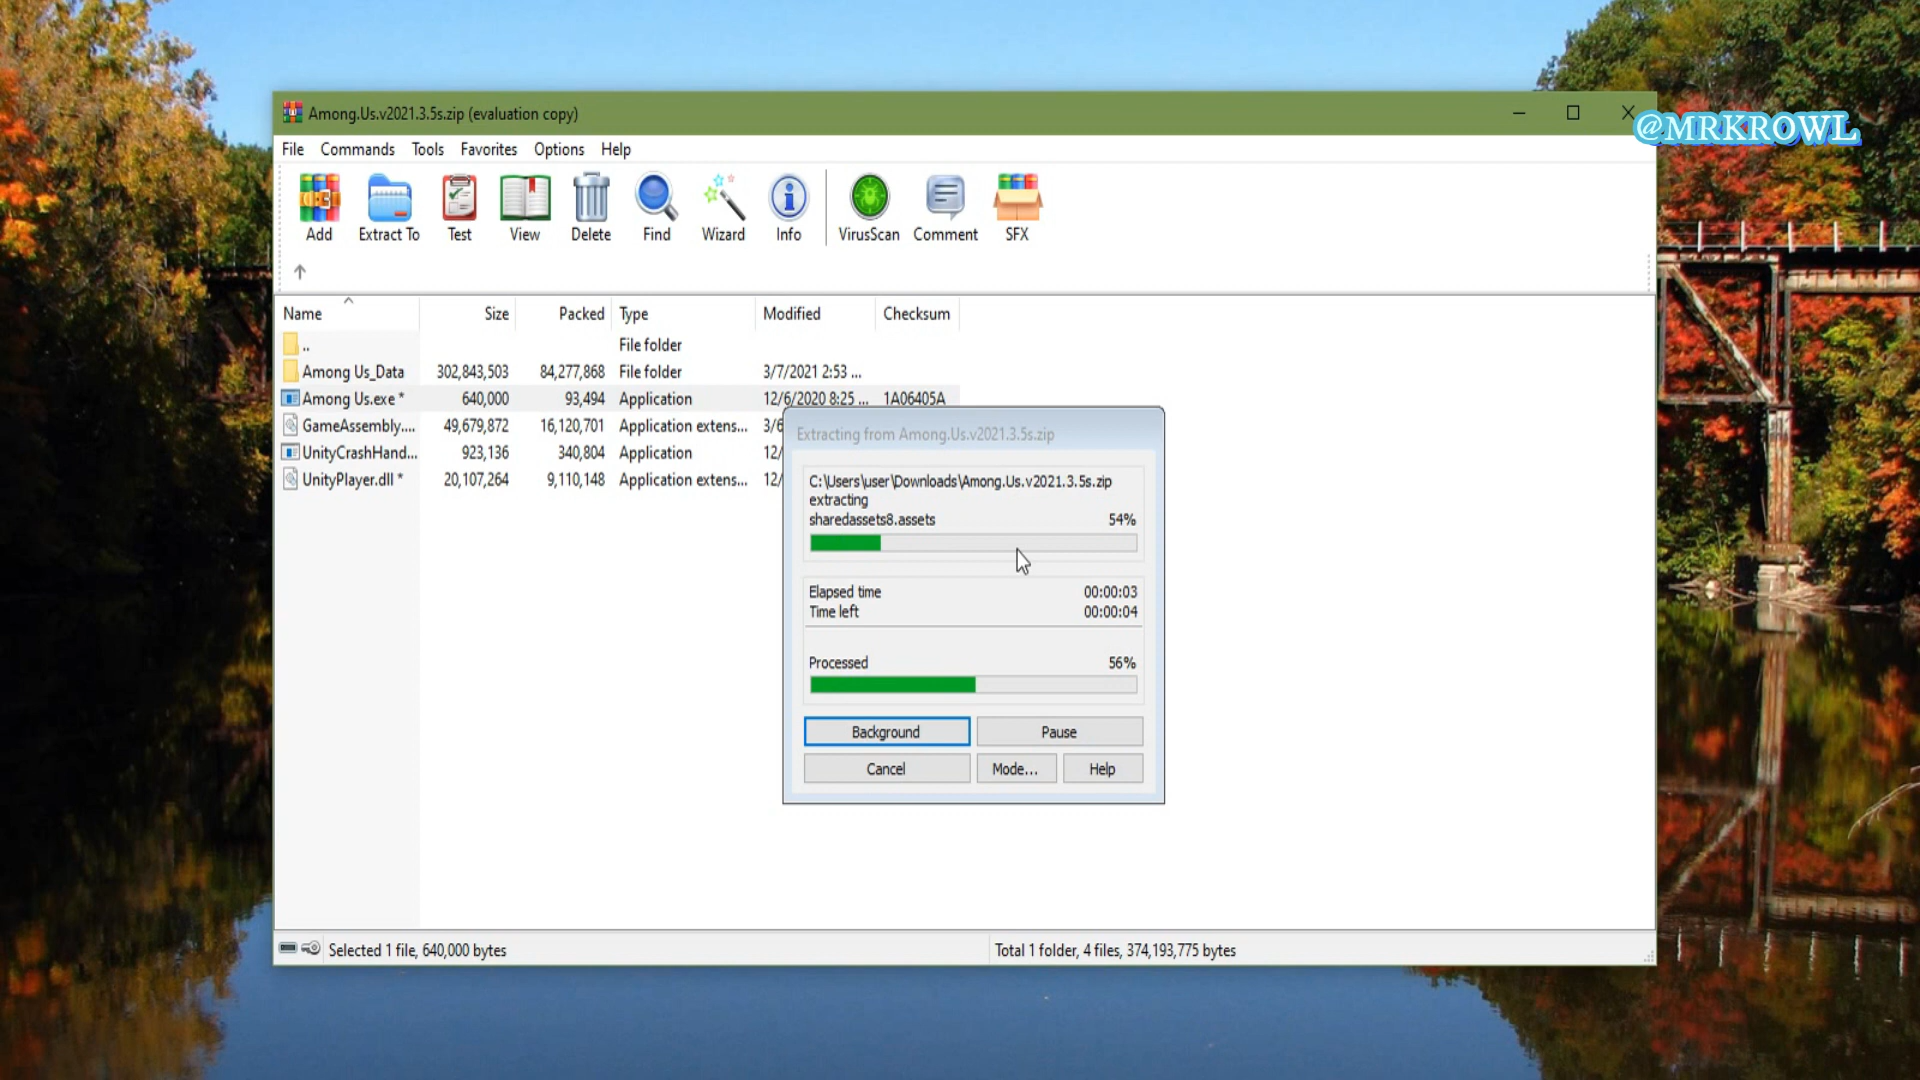 Among.Us.v2021.3.5s.zip (evaluation copy)
@MRKROWL
File Commands Tools Favorites Options Help
Add Extract To Test View Delete Find Wizard Info VirusScan Comment SFX
Name Size Packed Type Modified Checksum
.. File folder
Among Us_Data 302,843,503 84,277,868 File folder 3/7/2021 2:53 ...
Among Us.exe * 640,000 93,494 Application 12/6/2020 8:25 ... 1A06405A
GameAssembly.... 49,679,872 16,120,701 Application extens... 3/6
UnityCrashHand... 923,136 340,804 Application 12/
UnityPlayer.dll * 20,107,264 9,110,148 Application extens... 12/
Extracting from Among.Us.v2021.3.5s.zip
C:\Users\user\Downloads\Among.Us.v2021.3.5s.zip
extracting
sharedassets8.assets 54%
Elapsed time 00:00:03
Time left 00:00:04
Processed 56%
Background Pause
Cancel Mode... Help
Selected 1 file, 640,000 bytes Total 1 folder, 4 files, 374,193,775 bytes